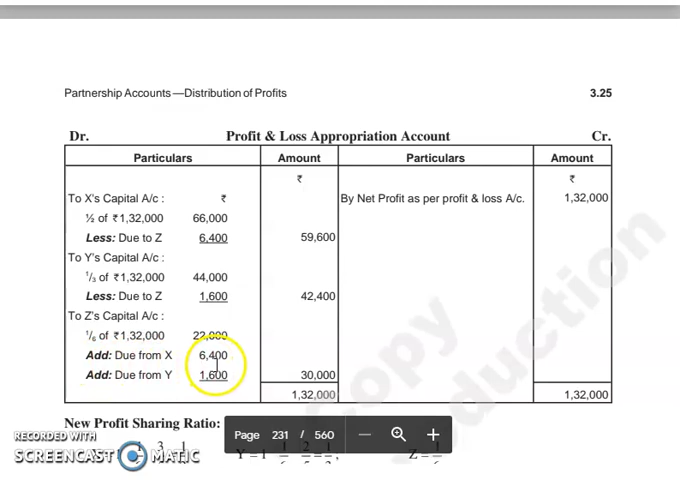 Partnership Accounts—Distribution of Profits 3.25
Dr. Profit & Loss Appropriation Account Cr.
Particulars Amount Particulars Amount
₹ ₹
To X's Capital A/c : ₹ By Net Profit as per profit & loss A/c. 1,32,000
½ of ₹1,32,000 66,000
Less: Due to Z 6,400 59,600
To Y's Capital A/c :
1/3 of ₹1,32,000 44,000
Less: Due to Z 1,600 42,400
To Z's Capital A/c :
1/6 of ₹1,32,000 22,000
Add: Due from X 6,400
Add: Due from Y 1,600 30,000
1,32,000 1,32,000
New Profit Sharing Ratio:
Page 231 / 560
RECORDED WITH
SCREENCAST MATIC
Copy